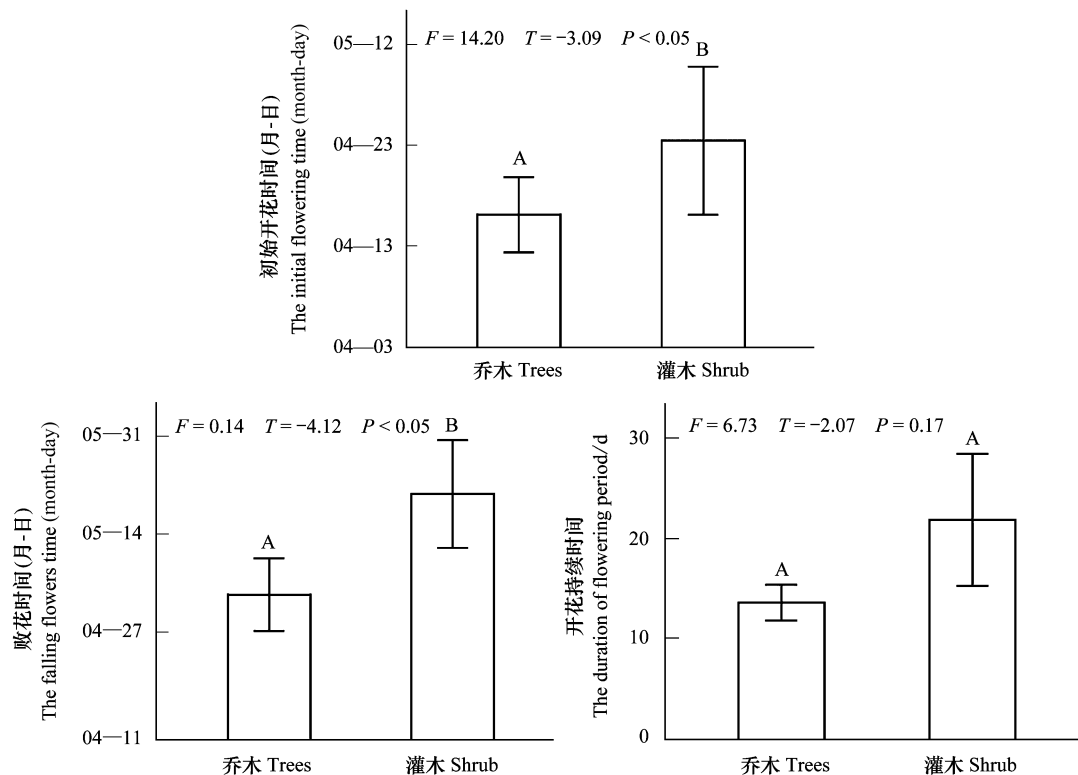 初始开花时间(月-日)
The initial flowering time (month-day)
F = 14.20 T = −3.09 P < 0.05
05—12
04—23
04—13
04—03
A
B
乔木 Trees
灌木 Shrub
败花时间(月-日)
The falling flowers time (month-day)
F = 0.14 T = −4.12 P < 0.05
05—31
05—14
04—27
04—11
A
B
乔木 Trees
灌木 Shrub
开花持续时间
The duration of flowering period/d
F = 6.73 T = −2.07 P = 0.17
30
20
10
0
A
A
乔木 Trees
灌木 Shrub